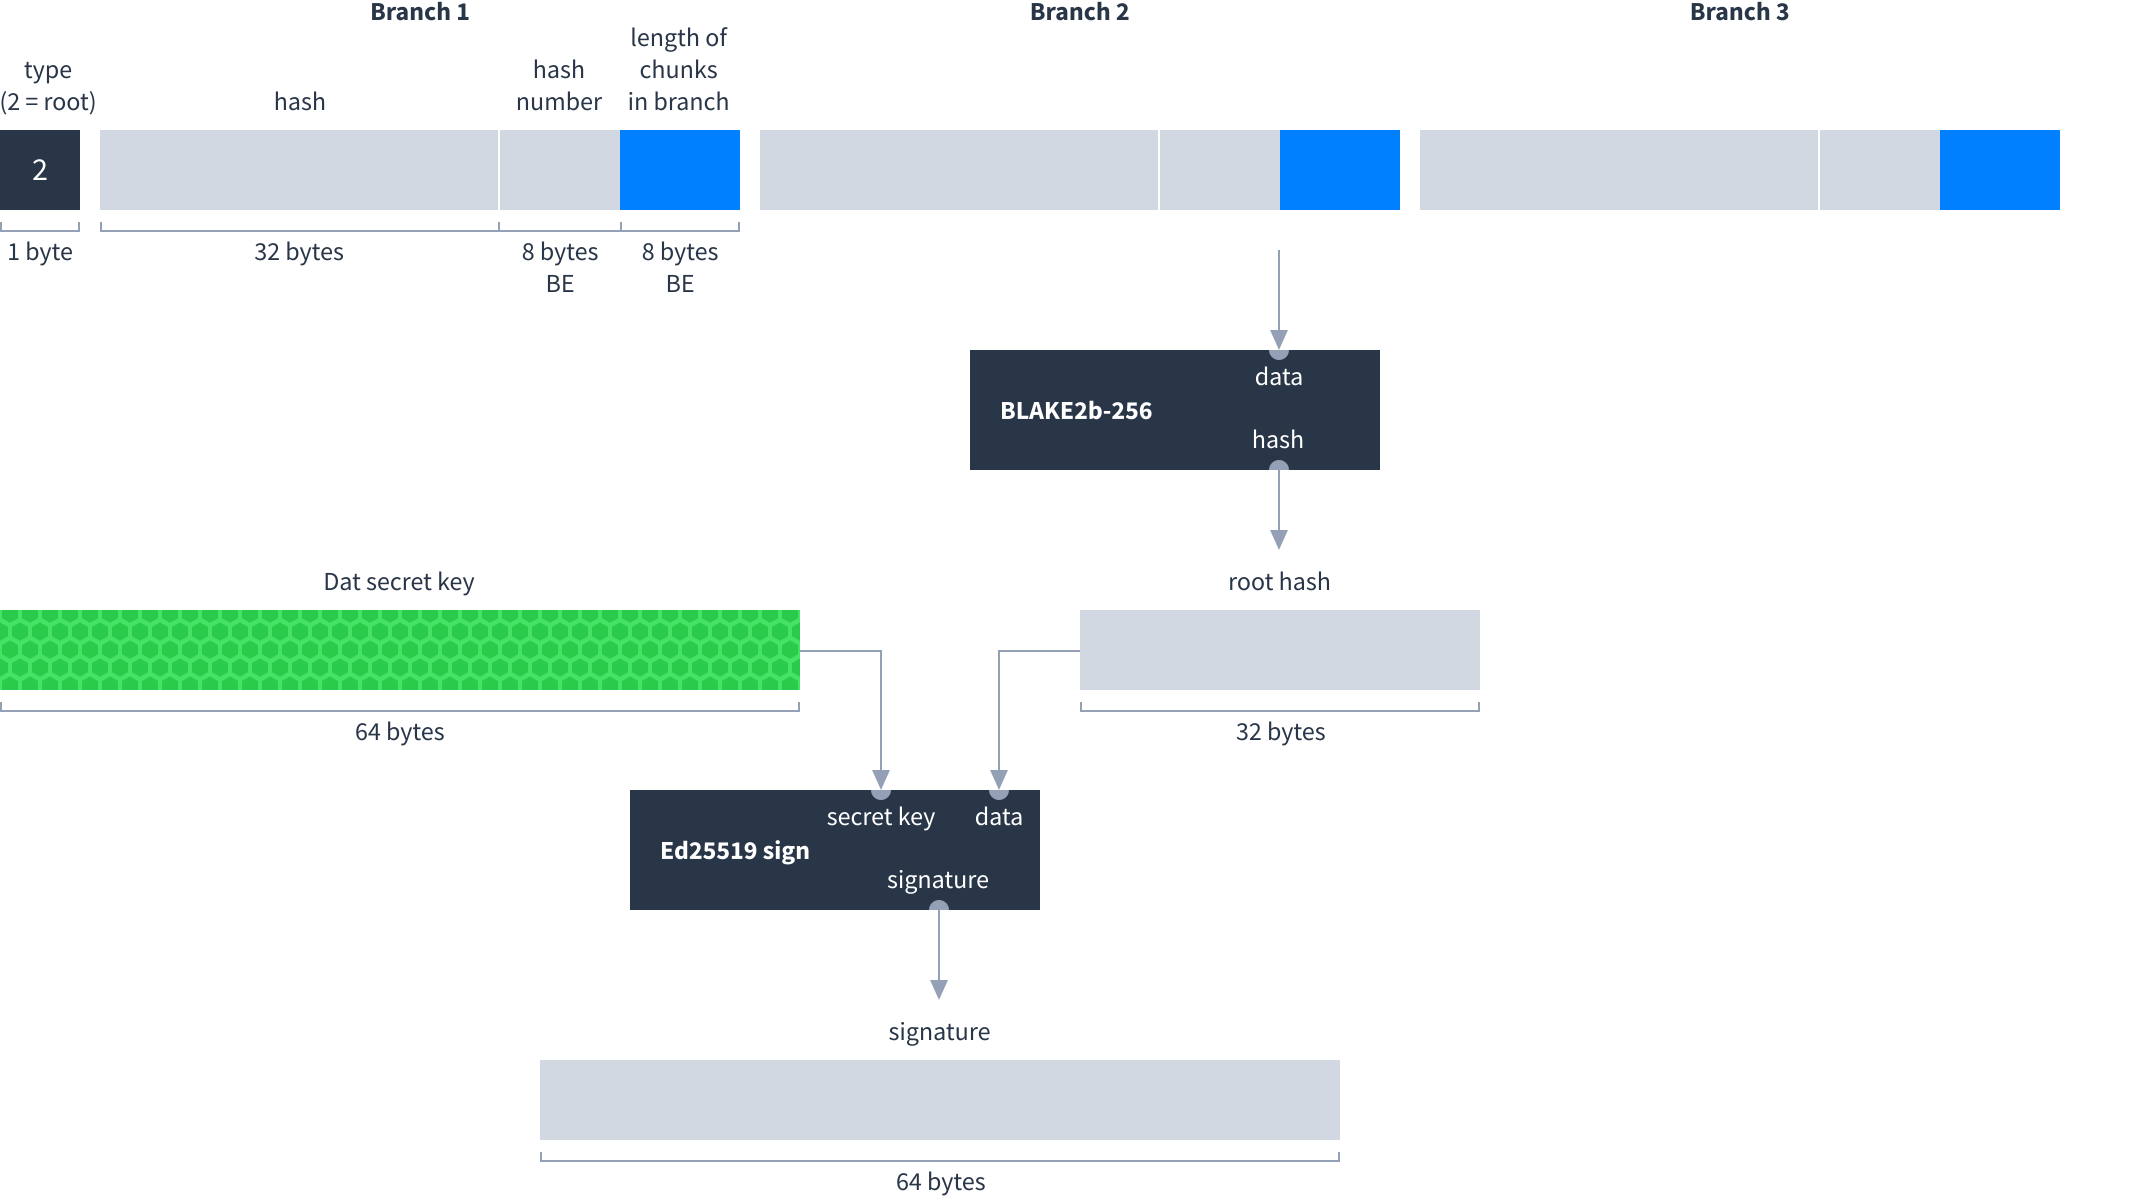 Branch 1
Branch 2
Branch 3
type
(2 = root)
hash
hash
number
length of
chunks
in branch
2
1 byte
32 bytes
8 bytes
BE
8 bytes
BE
data
BLAKE2b-256
hash
Dat secret key
root hash
64 bytes
32 bytes
secret key
data
Ed25519 sign
signature
signature
64 bytes